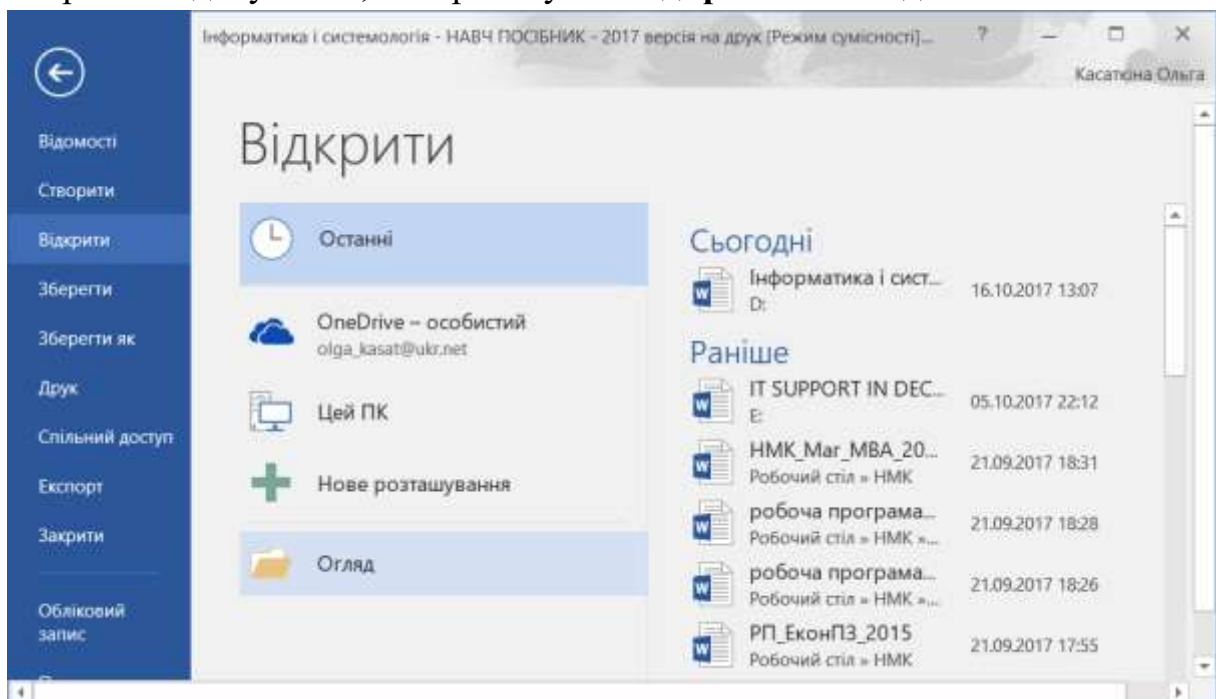 Інформатика і системологія - НАВЧ ПОСІБНИК - 2017 версія на друк [Режим сумісності]...
?
Касаткіна Ольга
Відомості
Створити
Відкрити
Зберегти
Зберегти як
Друк
Спільний доступ
Експорт
Закрити
Обліковий
запис
Відкрити
Останні
OneDrive – особистий
olga_kasat@ukr.net
Цей ПК
Нове розташування
Огляд
Сьогодні
Інформатика і сист...
D:
16.10.2017 13:07
Раніше
IT SUPPORT IN DEC...
E:
05.10.2017 22:12
НМК_Маг_МВА_20...
Робочий стіл » НМК
21.09.2017 18:31
робоча програма...
Робочий стіл » НМК »...
21.09.2017 18:28
робоча програма...
Робочий стіл » НМК »...
21.09.2017 18:26
РП_ЕконПЗ_2015
Робочий стіл » НМК
21.09.2017 17:55